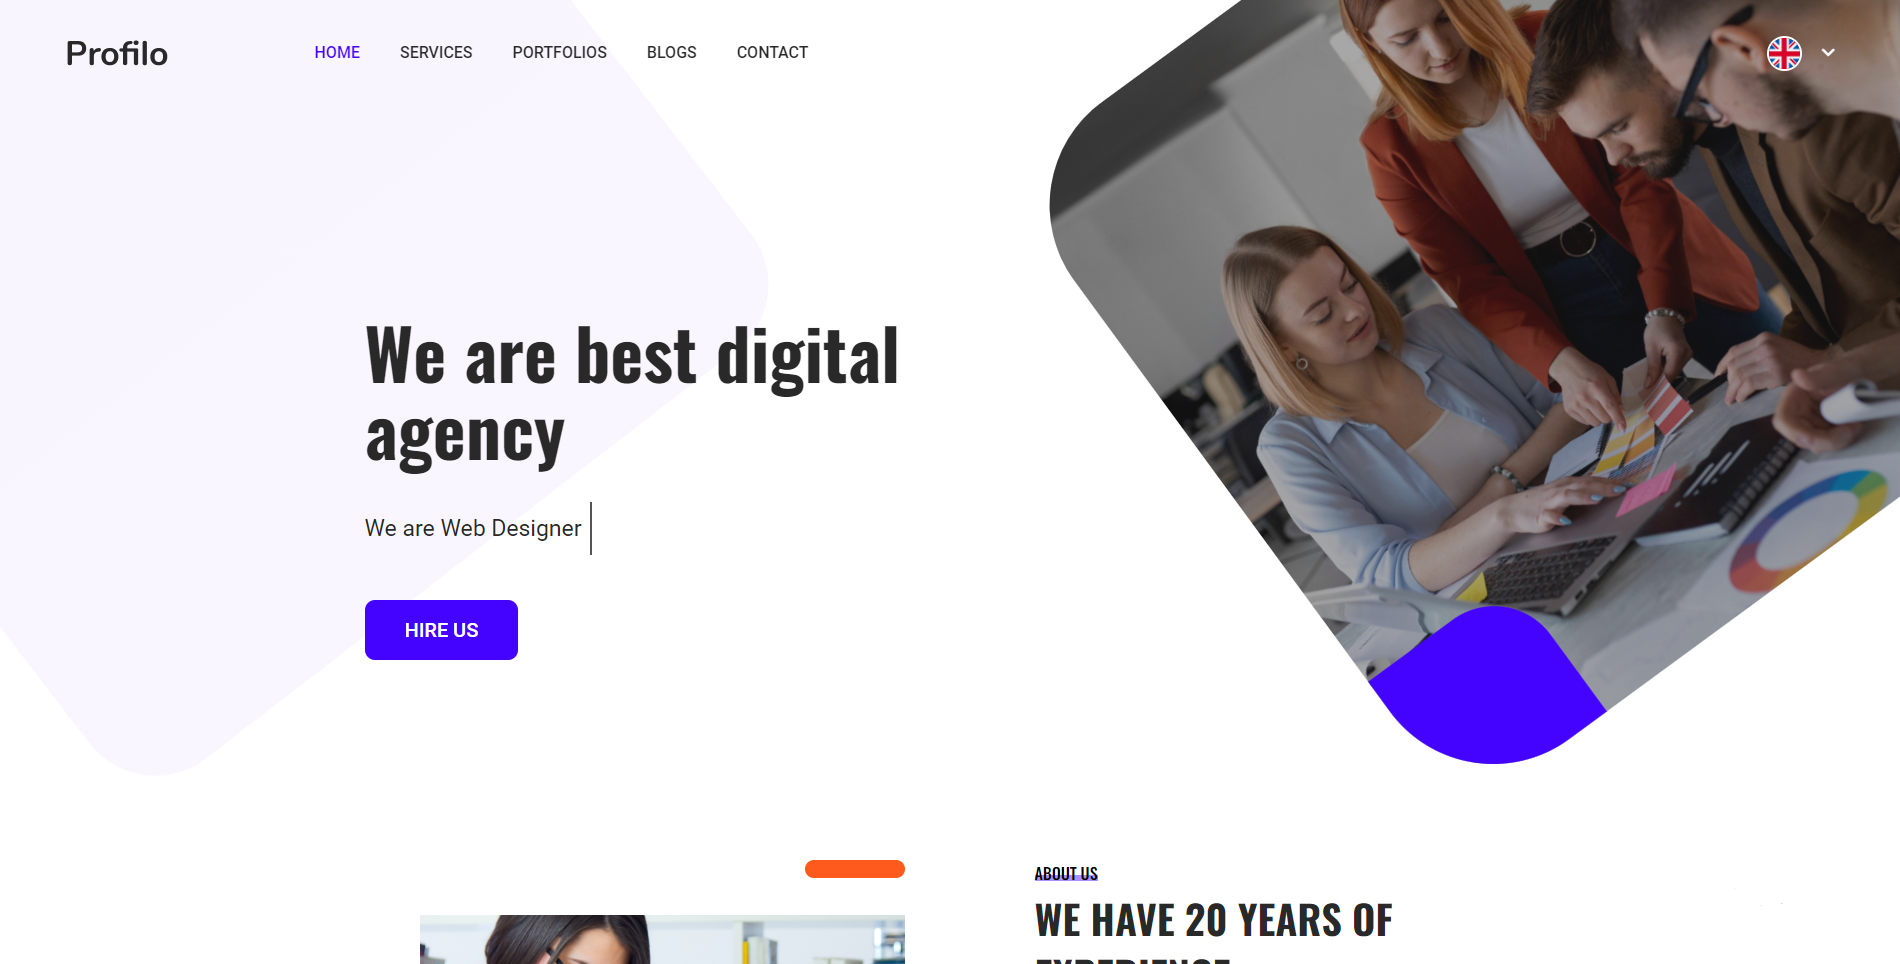 Profilo
HOME SERVICES PORTFOLIOS BLOGS CONTACT
We are best digital
agency
We are Web Designer
HIRE US
ABOUT US
WE HAVE 20 YEARS OF
EXPERIENCE